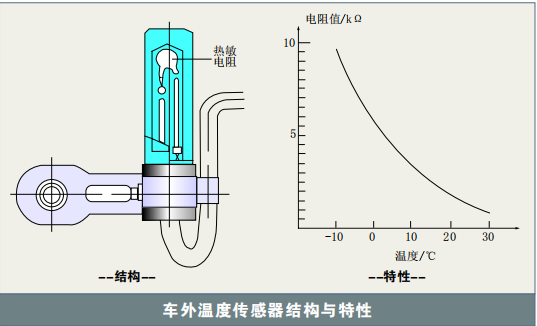 热敏
电阻
--结构--
电阻值/kΩ
10
5
-10 0 10 20 30
温度/℃
--特性--
车外温度传感器结构与特性